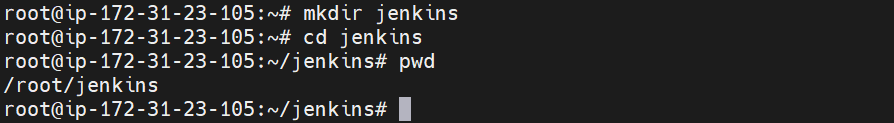 root@ip-172-31-23-105:~# mkdir jenkins
root@ip-172-31-23-105:~# cd jenkins
root@ip-172-31-23-105:~/jenkins# pwd
/root/jenkins
root@ip-172-31-23-105:~/jenkins#